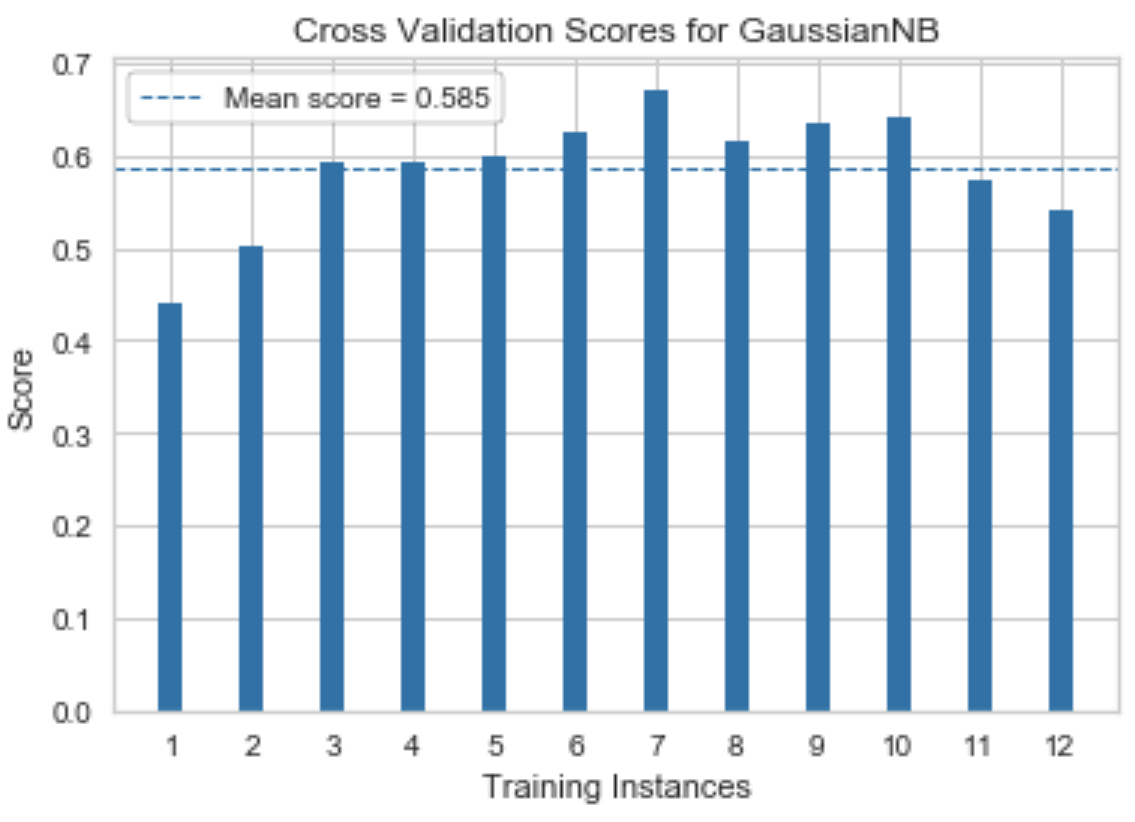 Cross Validation Scores for GaussianNB
Mean score = 0.585
0.7
0.6
0.5
0.4
0.3
0.2
0.1
0.0
Score
1 2 3 4 5 6 7 8 9 10 11 12
Training Instances